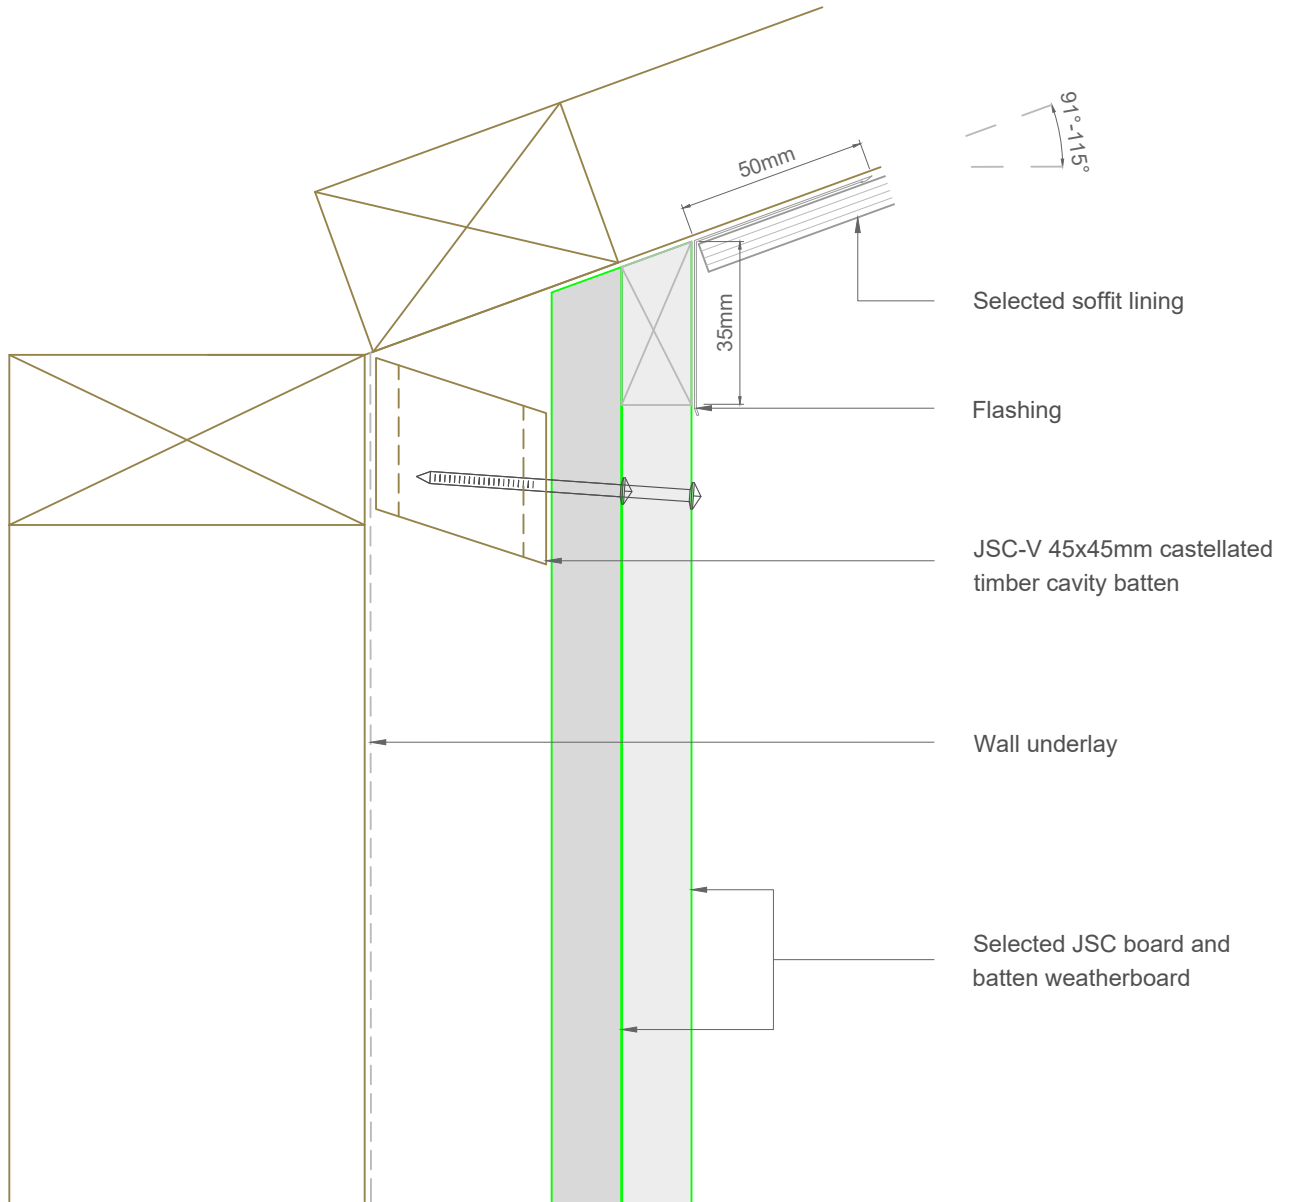 91°-115°
50mm
35mm
Selected soffit lining
Flashing
JSC-V 45x45mm castellated
timber cavity batten
Wall underlay
Selected JSC board and
batten weatherboard